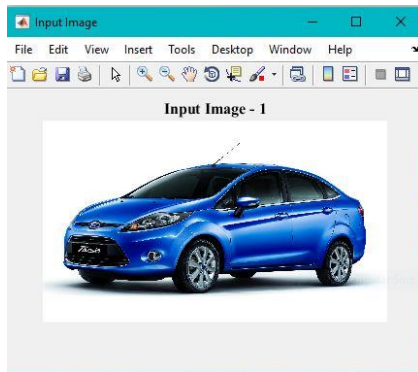 Input Image
File Edit View Insert Tools Desktop Window Help
Input Image - 1